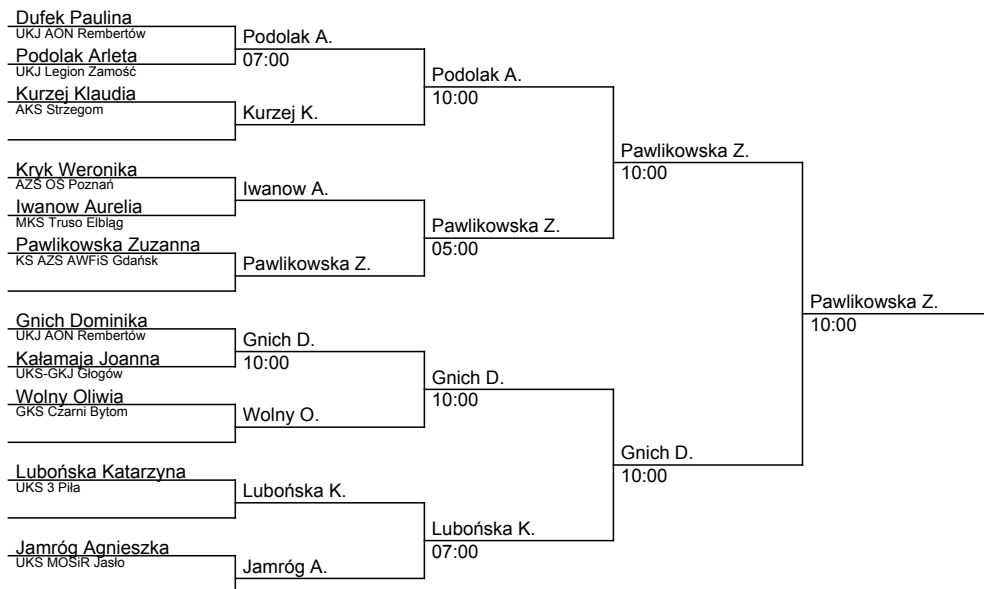 Dufek Paulina
UKJ AON Rembertów
Podolak A.
07:00
Podolak Arleta
UKJ Legion Zamość
Podolak A.
10:00
Kurzej Klaudia
AKS Strzegom
Kurzej K.
Pawlikowska Z.
10:00
Kryk Weronika
AZS OŚ Poznań
Iwanow A.
Iwanow Aurelia
MKS Truso Elbląg
Pawlikowska Z.
05:00
Pawlikowska Zuzanna
KS AZS AWFiS Gdańsk
Pawlikowska Z.
Pawlikowska Z.
10:00
Gnich Dominika
UKJ AON Rembertów
Gnich D.
10:00
Kałamaja Joanna
UKS-GKJ Głogów
Gnich D.
10:00
Wolny Oliwia
GKS Czarni Bytom
Wolny O.
Gnich D.
10:00
Lubońska Katarzyna
UKS 3 Piła
Lubońska K.
Lubońska K.
07:00
Jamróg Agnieszka
UKS MOSiR Jasło
Jamróg A.